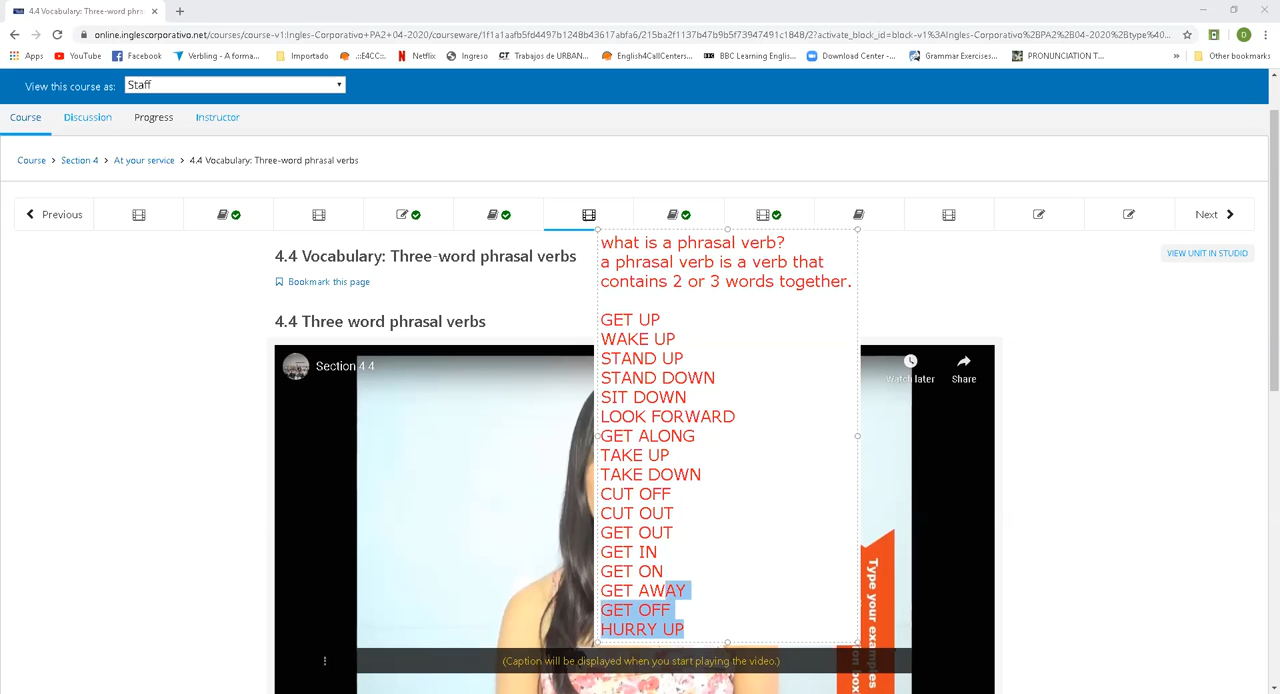 4.4 Vocabulary: Three-word phra
online.inglescorporativo.net/courses/course-v1:Ingles-Corporativo+PA2+04-2020/courseware/1f1a1aafb5fd4497b1248b43617abfa6/215ba2f1137b47b9b5f73947491c1848/2?activate_block_id=block-v1%3AIngles-Corporativo%2BPA2%2B04-2020%2Btype%40...
D
Apps YouTube Facebook Verbling - A forma... Importado .::E4CC::. Netflix Ingreso CT Trabajos de URBAN... English4CallCenters... BBC BBC Learning Englis... Download Center -... Grammar Exercises... PRONUNCIATION T... » Other bookmarks
View this course as: Staff
Course Discussion Progress Instructor
Course > Section 4 > At your service > 4.4 Vocabulary: Three-word phrasal verbs
Previous Next
4.4 Vocabulary: Three-word phrasal verbs
VIEW UNIT IN STUDIO
Bookmark this page
4.4 Three word phrasal verbs
Section 4.4
Watch later Share
what is a phrasal verb?
a phrasal verb is a verb that
contains 2 or 3 words together.
GET UP
WAKE UP
STAND UP
STAND DOWN
SIT DOWN
LOOK FORWARD
GET ALONG
TAKE UP
TAKE DOWN
CUT OFF
CUT OUT
GET OUT
GET IN
GET ON
GET AWAY
GET OFF
HURRY UP
Type your examples
box
(Caption will be displayed when you start playing the video.)